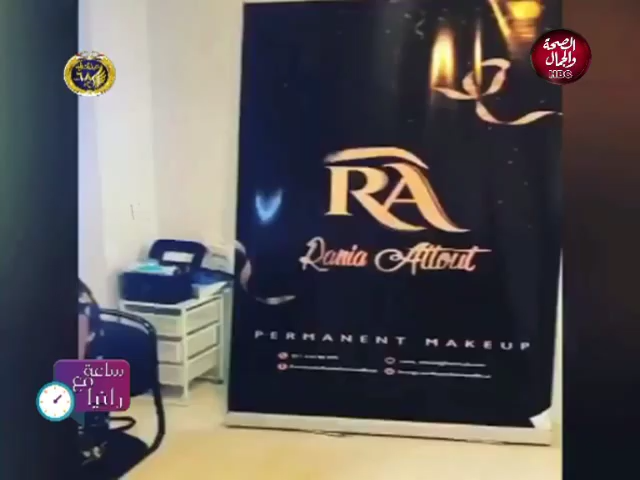 الصحة
والجمال
HBC
RA
Rania Attout
PERMANENT MAKEUP
ساعة
مع
رانيا